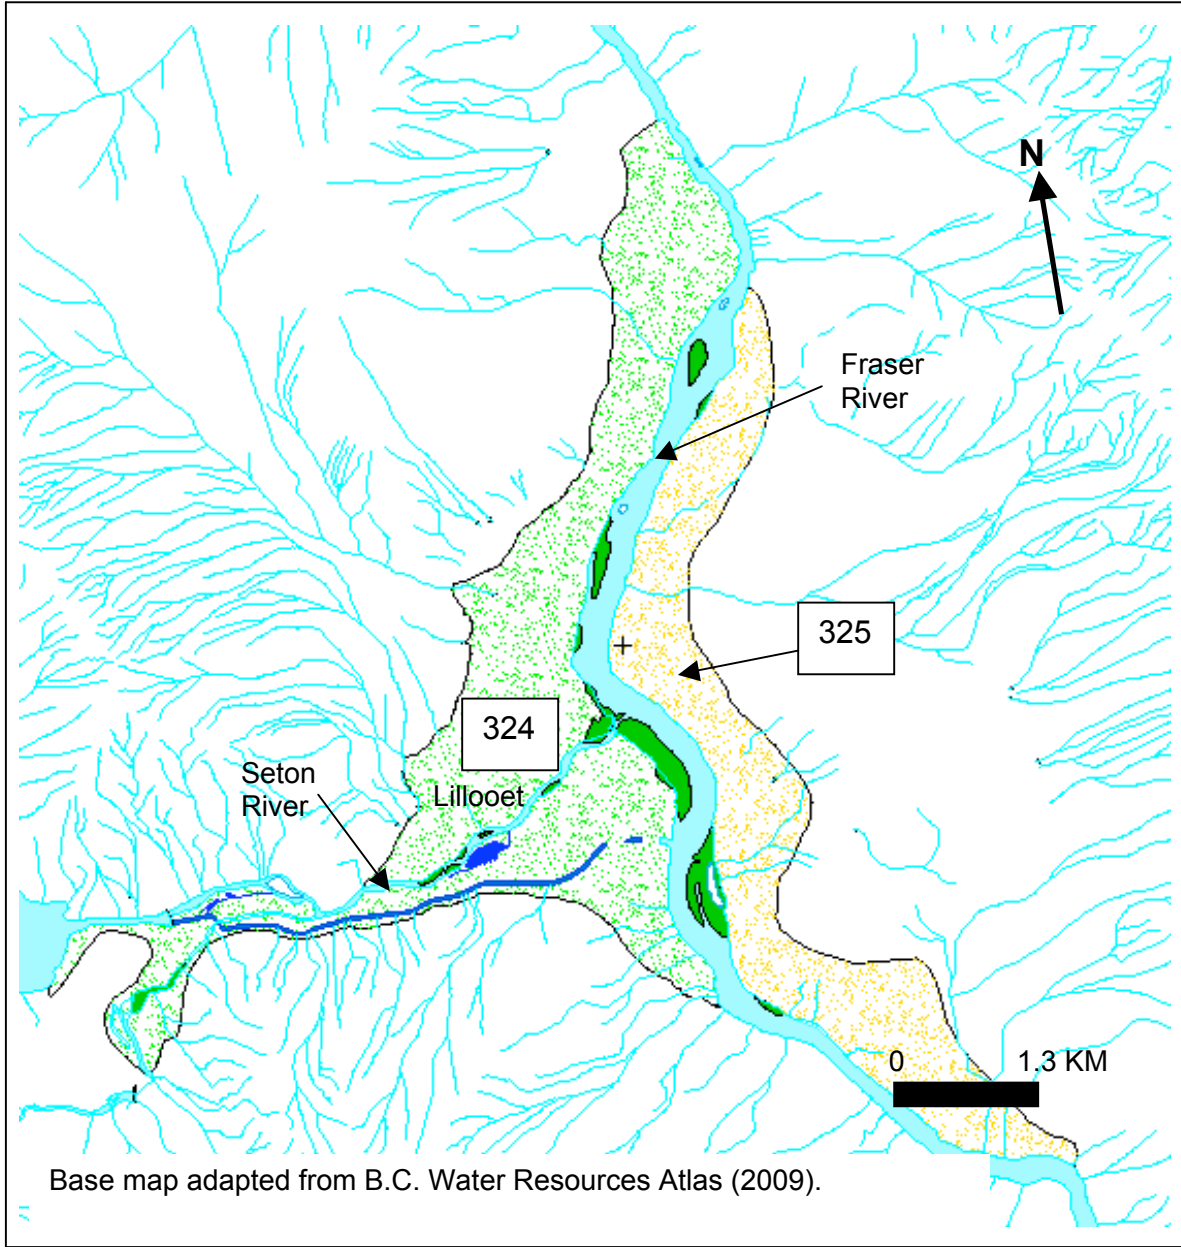 N
Fraser
River
325
324
Seton
River
Lillooet
0 1.3 KM
Base map adapted from B.C. Water Resources Atlas (2009).